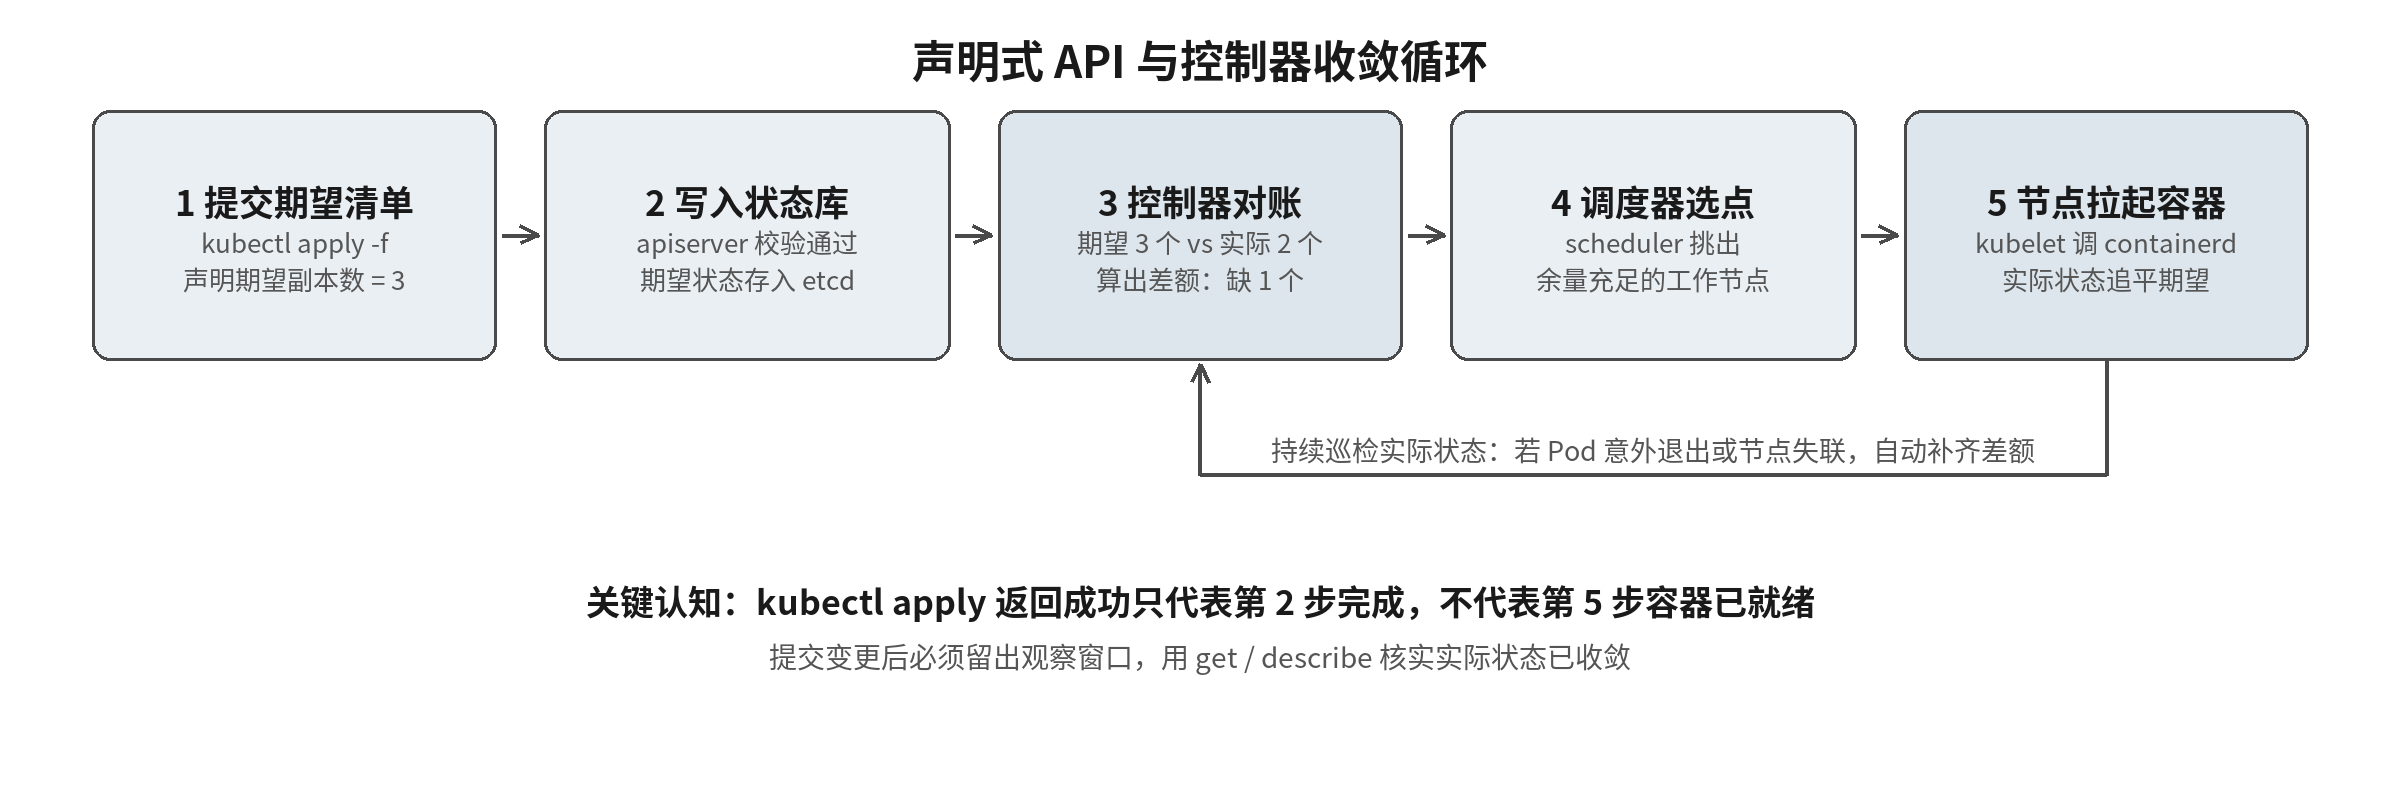 声明式 API 与控制器收敛循环
1 提交期望清单
kubectl apply -f
声明期望副本数 = 3
2 写入状态库
apiserver 校验通过
期望状态存入 etcd
3 控制器对账
期望 3 个 vs 实际 2 个
算出差额：缺 1 个
4 调度器选点
scheduler 挑出
余量充足的工作节点
5 节点拉起容器
kubelet 调 containerd
实际状态追平期望
持续巡检实际状态：若 Pod 意外退出或节点失联，自动补齐差额
关键认知：kubectl apply 返回成功只代表第 2 步完成，不代表第 5 步容器已就绪
提交变更后必须留出观察窗口，用 get / describe 核实实际状态已收敛